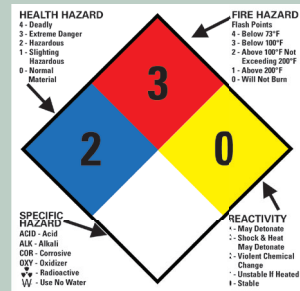 HEALTH HAZARD
4 - Deadly
3 - Extreme Danger
2 - Hazardous
1 - Slighting
Hazardous
0 - Normal
Material
FIRE HAZARD
Flash Points
4 - Below 73°F
3 - Below 100°F
2 - Above 100°F Not
Exceeding 200°F
1 - Above 200°F
0 - Will Not Burn
3
2
0
SPECIFIC
HAZARD
ACID - Acid
ALK - Alkali
COR - Corrosive
OXY - Oxidizer
- Radioactive
W - Use No Water
REACTIVITY
- May Detonate
- Shock & Heat
May Detonate
- Violent Chemical
Change
- Unstable If Heated
- Stable